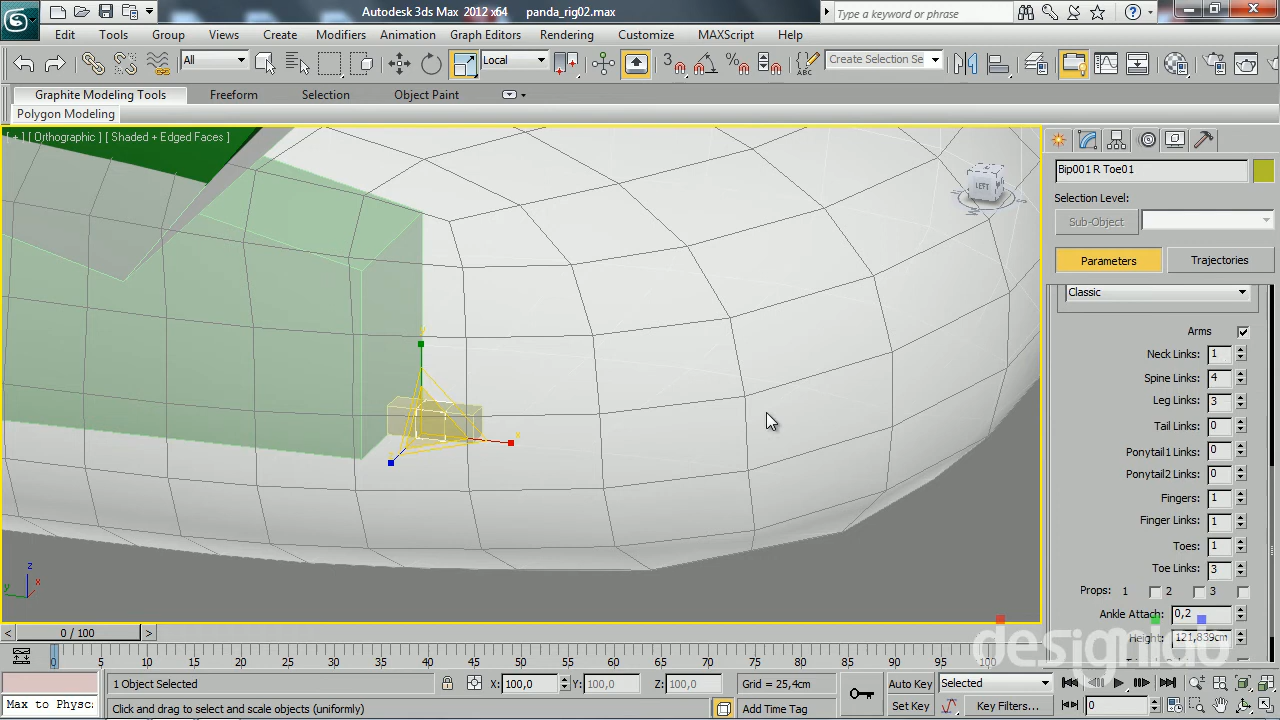 Autodesk 3ds Max 2012 x64 panda_rig02.max
Type a keyword or phrase
Edit Tools Group Views Create Modifiers Animation Graph Editors Rendering Customize MAXScript Help
All Local Create Selection Se
Graphite Modeling Tools Freeform Selection Object Paint
Polygon Modeling
[ + ] [ Orthographic ] [ Shaded + Edged Faces ]
LEFT
Bip001 R Toe01
Selection Level:
Sub-Object
Parameters Trajectories
Classic
Arms
Neck Links: 1
Spine Links: 4
Leg Links: 3
Tail Links: 0
Ponytail1 Links: 0
Ponytail2 Links: 0
Fingers: 1
Finger Links: 1
Toes: 1
Toe Links: 3
Props: 1 2 3
Ankle Attach: 0,2
Height: 121,839cm
z
x
y
designlab
< 0 / 100 >
0 5 10 15 20 25 30 35 40 45 50 55 60 65 70 75 80 85 90 95 100
1 Object Selected X: 100,0 Y: 100,0 Z: 100,0 Grid = 25,4cm Auto Key Selected
Max to Physc
Click and drag to select and scale objects (uniformly) Add Time Tag Set Key Key Filters... 0